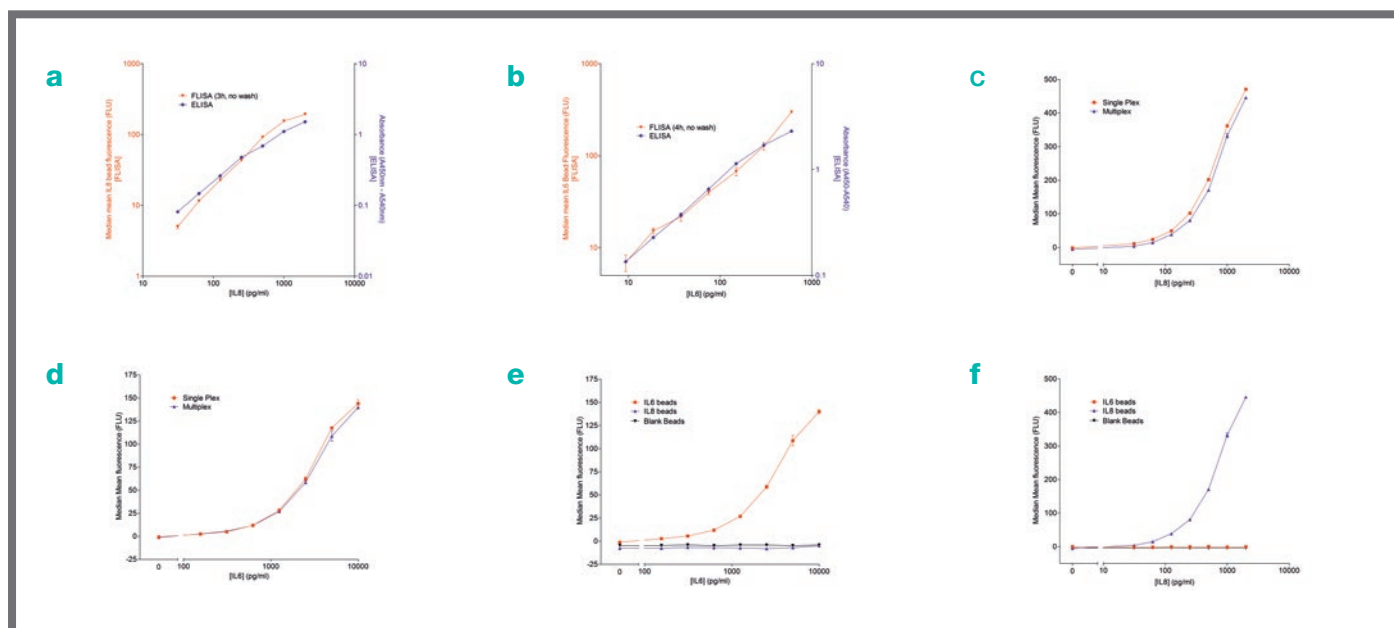 a
1000
100
10
1
Median mean IL8 bead fluorescence (FLU)
[FLISA]
FLISA (3h, no wash)
ELISA
10
1
0.1
0.01
Absorbance (A450nm - A540nm)
[ELISA]
10
100
1000
10000
[IL8] (pg/ml)
b
1000
100
10
Median mean IL6 Bead Fluorescence (FLU)
[FLISA]
FLISA (4h, no wash)
ELISA
10
1
0.1
Absorbance (A450-A540)
[ELISA]
10
100
1000
[IL6] (pg/ml)
c
500
400
300
200
100
0
Median Mean fluorescence (FLU)
Single Plex
Multiplex
0
10
100
1000
10000
[IL8] (pg/ml)
d
175
150
125
100
75
50
25
0
-25
Median Mean fluorescence (FLU)
Single Plex
Multiplex
0
100
1000
10000
[IL6] (pg/ml)
e
175
150
125
100
75
50
25
0
-25
Median Mean fluorescence (FLU)
IL6 beads
IL8 beads
Blank Beads
0
100
1000
10000
[IL6] (pg/ml)
f
500
400
300
200
100
0
Median Mean fluorescence (FLU)
IL6 beads
IL8 beads
Blank Beads
0
10
100
1000
10000
[IL8] (pg/ml)